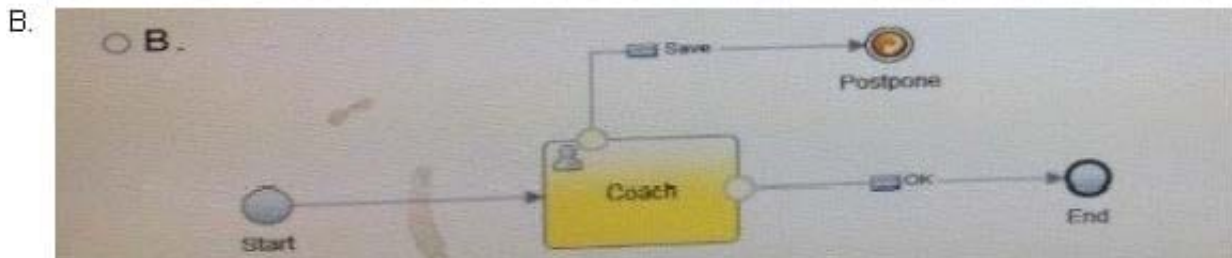 B.
B.
Save
Postpone
Coach
OK
Start
End